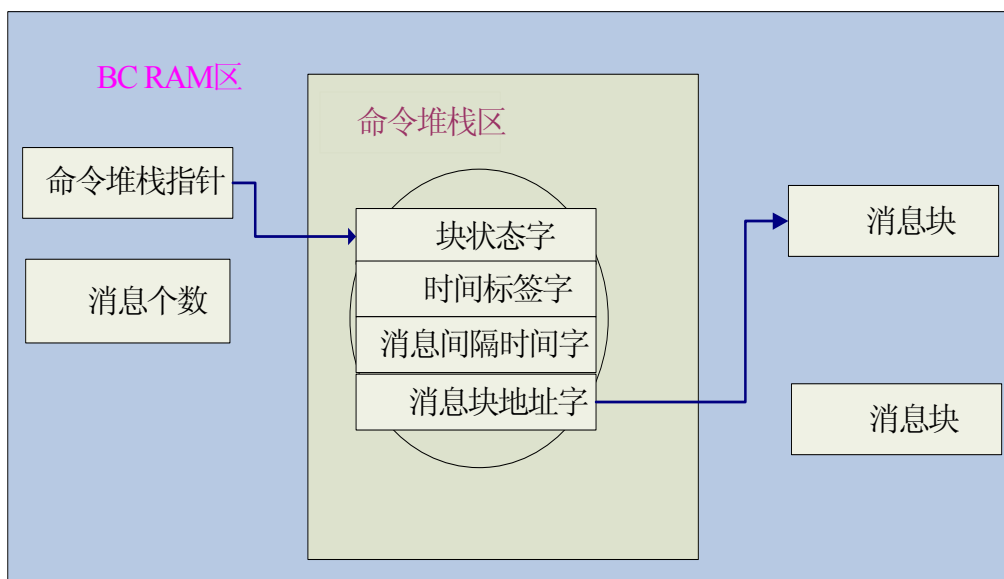 BC RAM区
命令堆栈区
命令堆栈指针
消息个数
块状态字
时间标签字
消息间隔时间字
消息块地址字
消息块
消息块